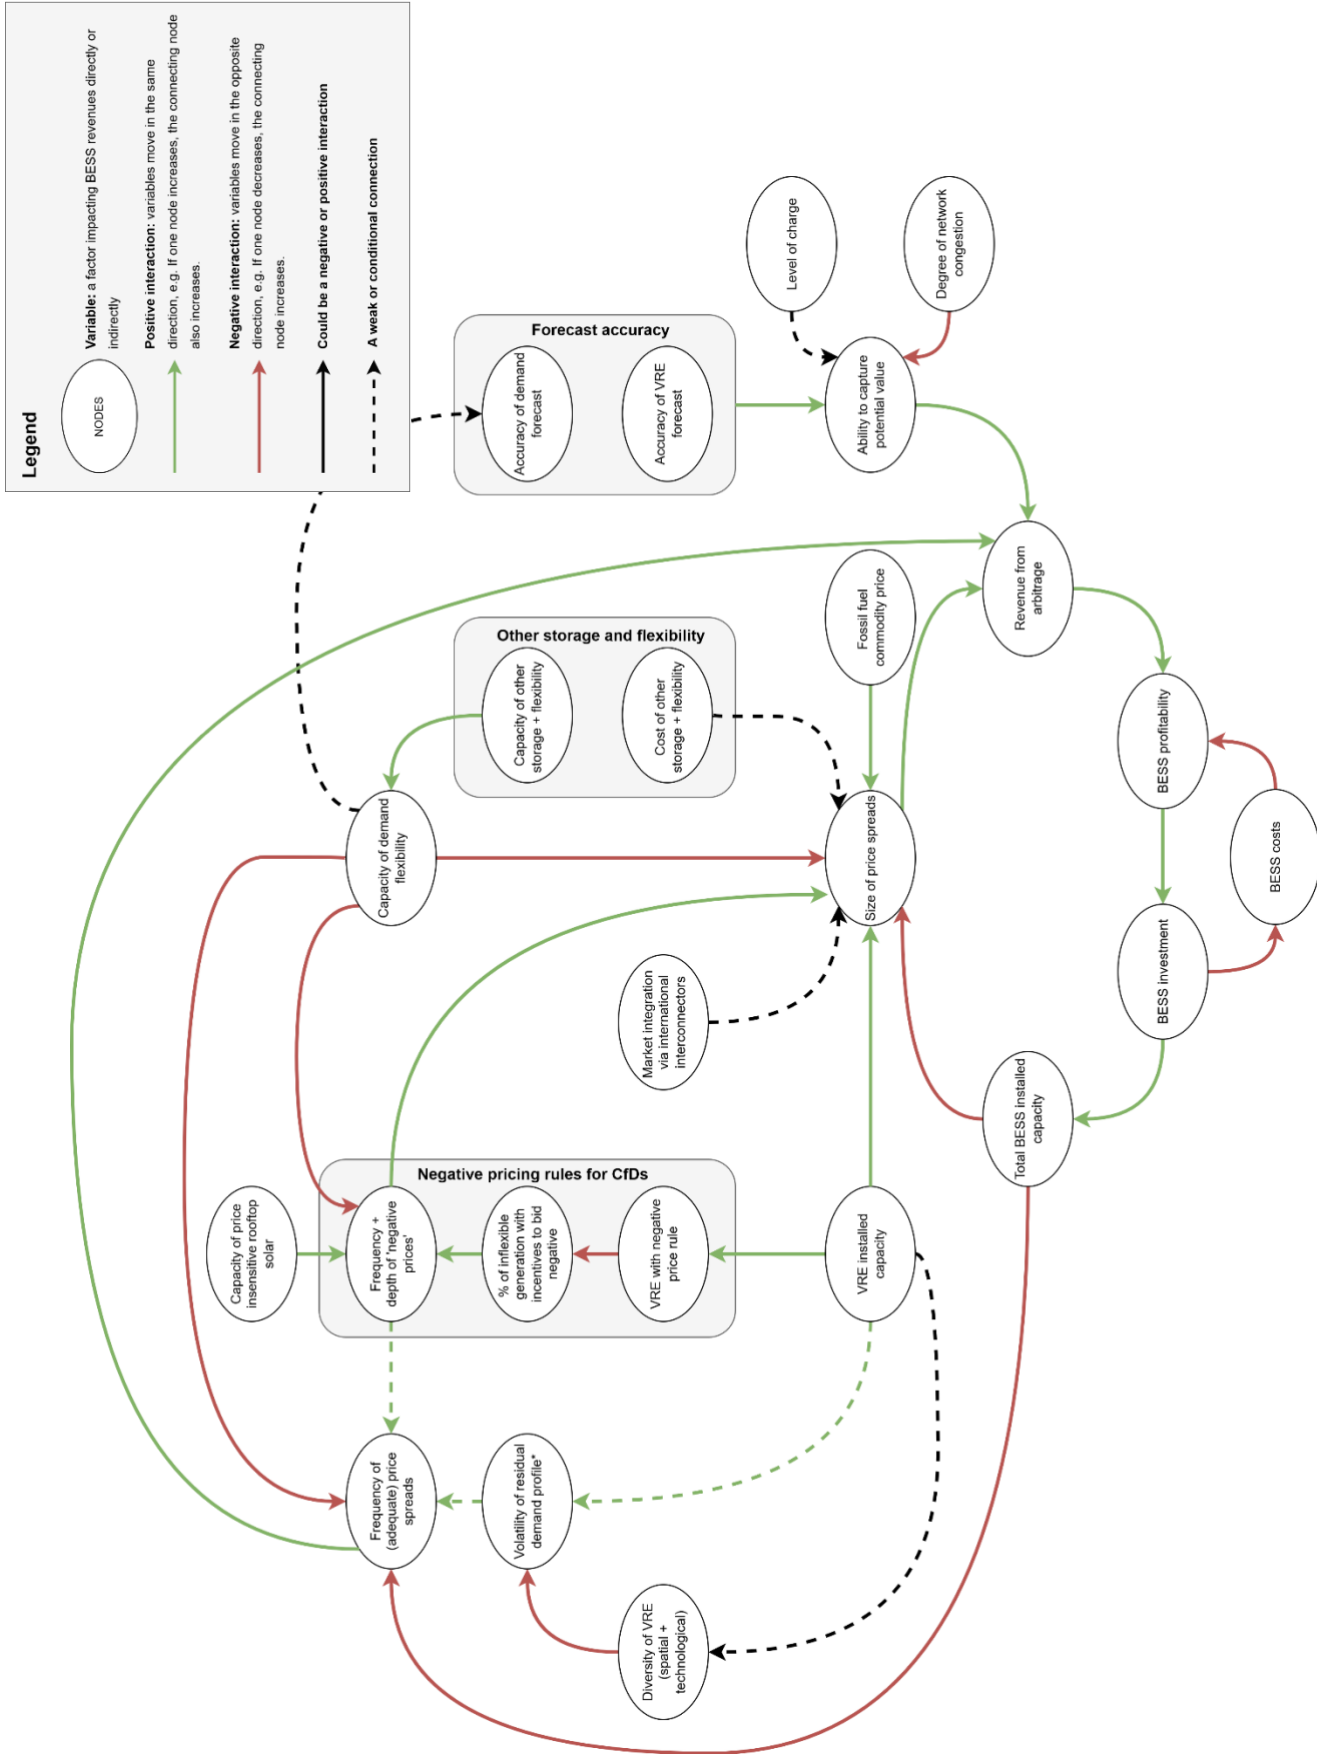 Legend
NODES
Variable: a factor impacting BESS revenues directly or
indirectly
Positive interaction: variables move in the same
direction, e.g. If one node increases, the connecting node
also increases.
Negative interaction: variables move in the opposite
direction, e.g. If one node decreases, the connecting
node increases.
Could be a negative or positive interaction
A weak or conditional connection
Frequency of
(adequate) price
spreads
Volatility of residual
demand profile*
Diversity of VRE
(spatial +
technological)
Capacity of price
insensitive rooftop
solar
Negative pricing rules for CfDs
Frequency +
depth of 'negative
prices'
% of inflexible
generation with
incentives to bid
negative
VRE with negative
price rule
VRE installed
capacity
Total BESS installed
capacity
Market integration
via international
interconnectors
Capacity of demand
flexibility
Size of price spreads
Other storage and flexibility
Capacity of other
storage + flexibility
Cost of other
storage + flexibility
Fossil fuel
commodity price
Forecast accuracy
Accuracy of demand
forecast
Accuracy of VRE
forecast
Ability to capture
potential value
Level of charge
Degree of network
congestion
Revenue from
arbitrage
BESS profitability
BESS investment
BESS costs